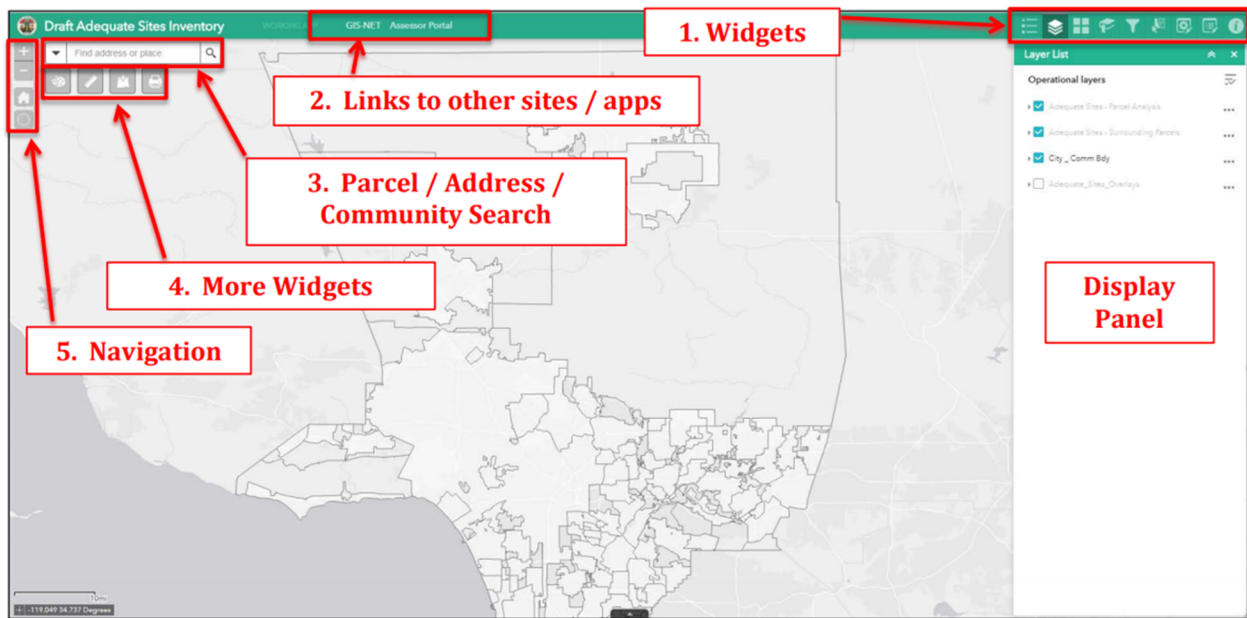 Draft Adequate Sites Inventory
WORKING APP
GIS-NET
Assessor Portal
1. Widgets
Find address or place
2. Links to other sites / apps
3. Parcel / Address /
Community Search
4. More Widgets
5. Navigation
Layer List
Operational layers
Adequate Sites - Parcel Analysis
Adequate Sites - Surrounding Parcels
City _ Comm Bdy
Adequate_Sites_Overlays
Display
Panel
10mi
-119.049 34.737 Degrees